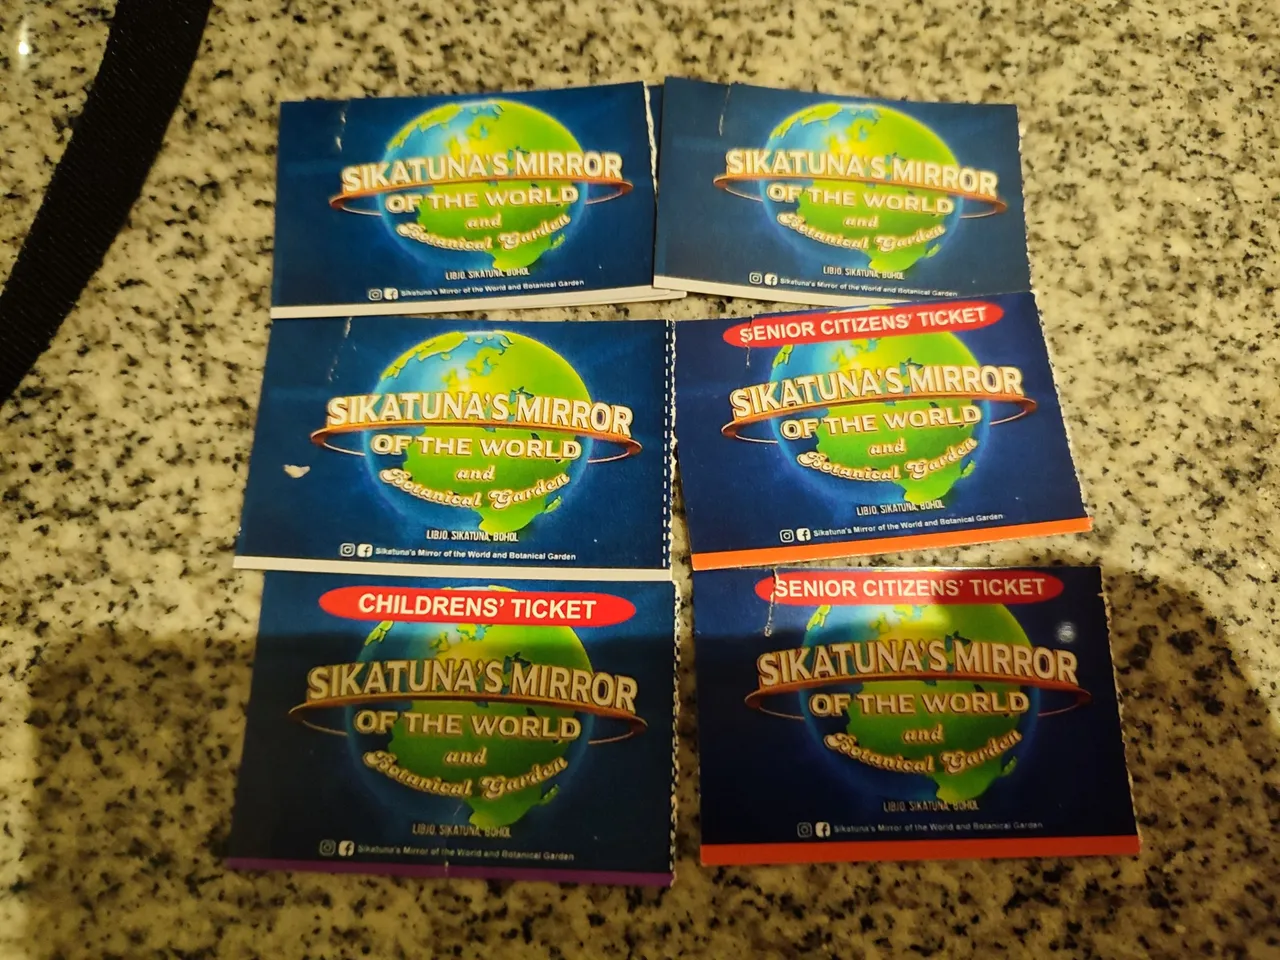 SIKATUNA'S MIRROR
OF THE WORLD
and
Botanical Garden
LIBJO, SIKATUNA, BOHOL
Sikatuna's Mirror of the World and Botanical Garden
SIKATUNA'S MIRROR
OF THE WORLD
and
Botanical Garden
LIBJO, SIKATUNA, BOHOL
Sikatuna's Mirror of the World and Botanical Garden
SIKATUNA'S MIRROR
OF THE WORLD
and
Botanical Garden
LIBJO, SIKATUNA, BOHOL
Sikatuna's Mirror of the World and Botanical Garden
SENIOR CITIZENS' TICKET
SIKATUNA'S MIRROR
OF THE WORLD
and
Botanical Garden
LIBJO, SIKATUNA, BOHOL
Sikatuna's Mirror of the World and Botanical Garden
CHILDRENS' TICKET
SIKATUNA'S MIRROR
OF THE WORLD
and
Botanical Garden
LIBJO, SIKATUNA, BOHOL
Sikatuna's Mirror of the World and Botanical Garden
SENIOR CITIZENS' TICKET
SIKATUNA'S MIRROR
OF THE WORLD
and
Botanical Garden
LIBJO, SIKATUNA, BOHOL
Sikatuna's Mirror of the World and Botanical Garden